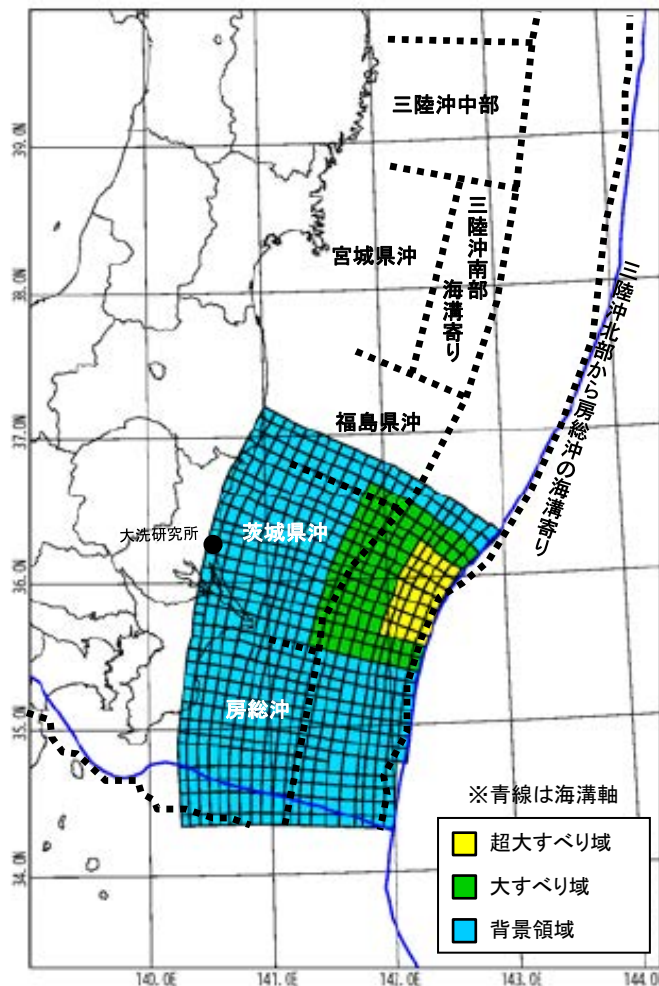 三陸沖中部
39.0N
三陸沖南部
海溝寄り
宮城県沖
38.0N
三陸沖北部から房総沖の海溝寄り
福島県沖
37.0N
大洗研究所
茨城県沖
36.0N
房総沖
35.0N
※青線は海溝軸
超大すべり域
大すべり域
背景領域
34.0N
140.0E
141.0E
142.0E
143.0E
144.0E